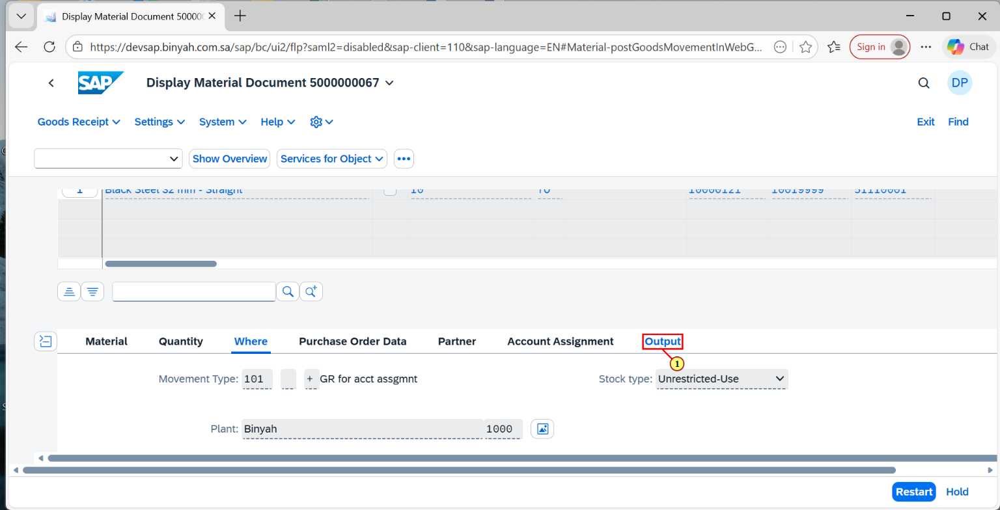 Display Material Document 50000
https://devsap.binyah.com.sa/sap/bc/ui2/flp?saml2=disabled&sap-client=110&sap-language=EN#Material-postGoodsMovementInWebG...
Sign in
Chat
SAP
Display Material Document 5000000067
DP
Goods Receipt
Settings
System
Help
Exit
Find
Show Overview
Services for Object
1 Black Steel 32 mm - Straight 10 TO 10000121 10019999 51110001
Material
Quantity
Where
Purchase Order Data
Partner
Account Assignment
Output
1
Movement Type: 101 + GR for acct assgmnt
Stock type: Unrestricted-Use
Plant: Binyah 1000
Restart
Hold